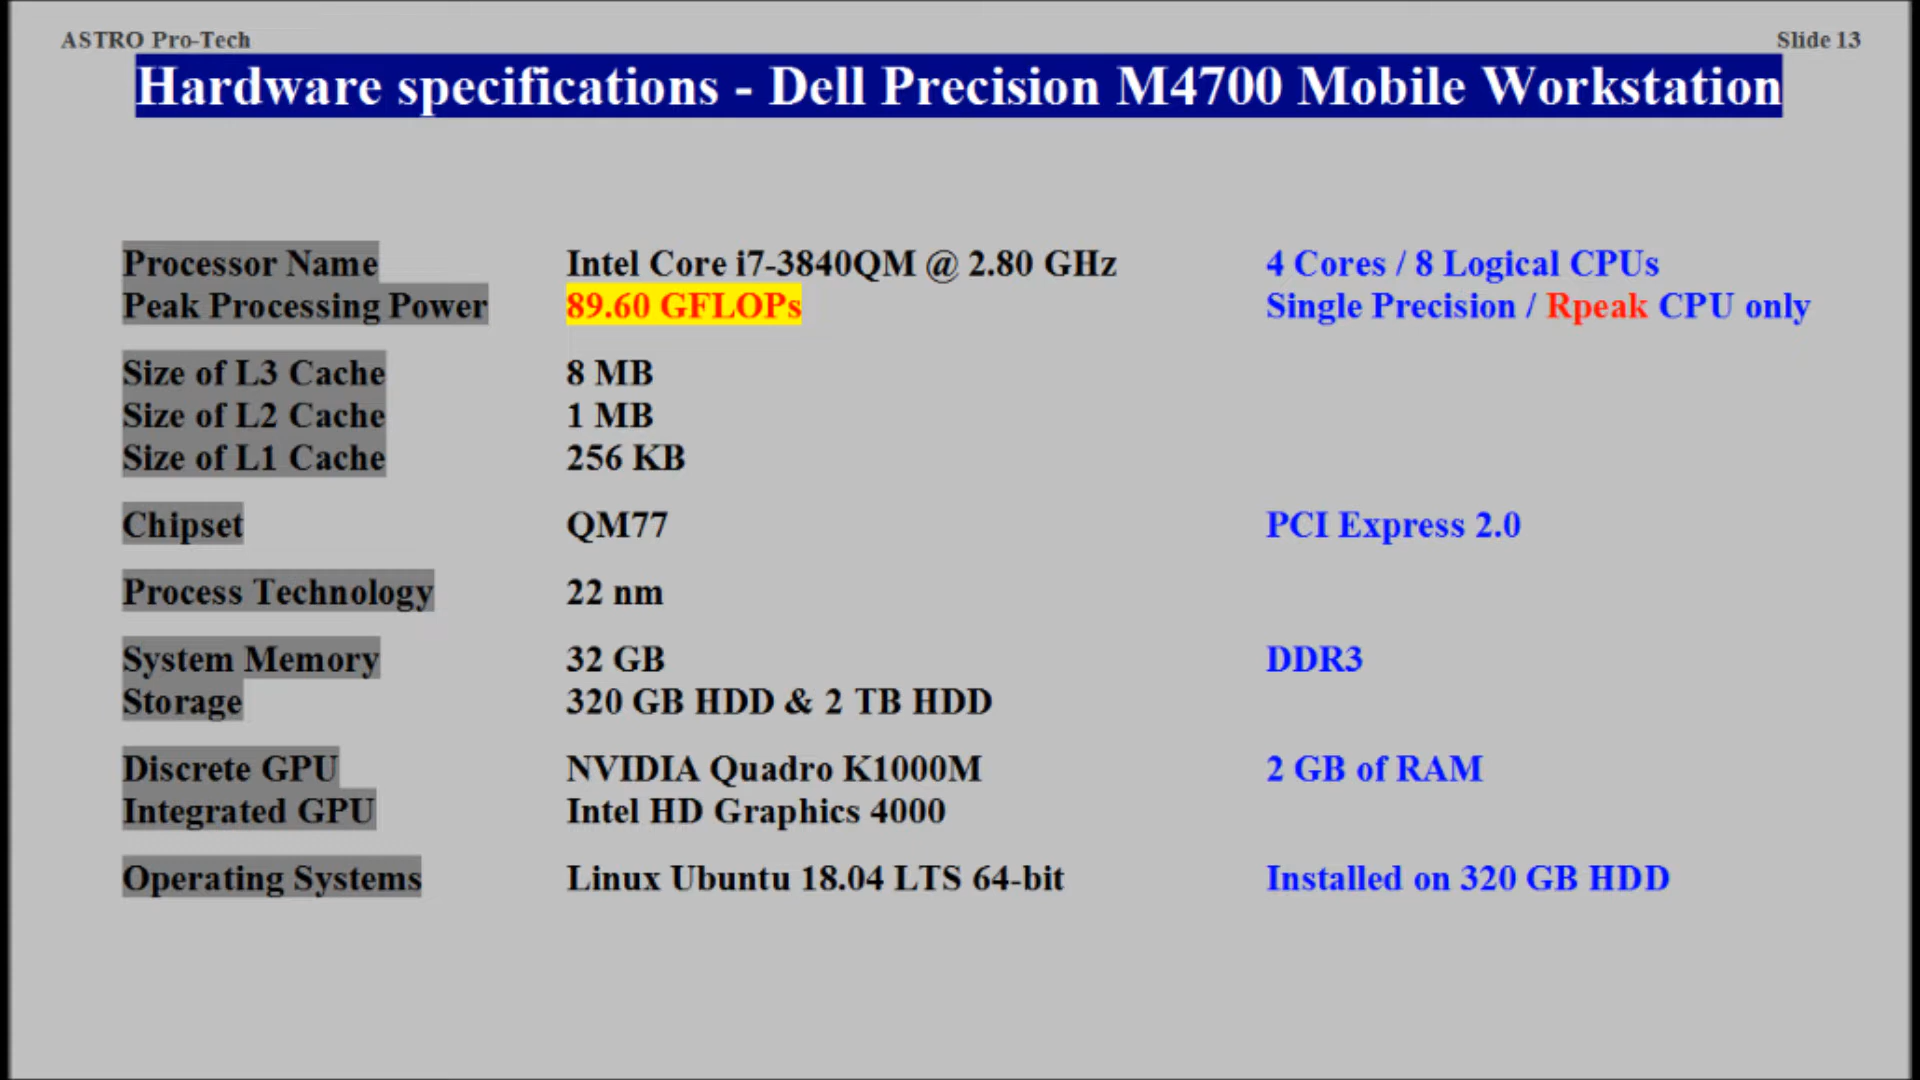 ASTRO Pro-Tech Slide 13
Hardware specifications - Dell Precision M4700 Mobile Workstation
Processor Name Intel Core i7-3840QM @ 2.80 GHz 4 Cores / 8 Logical CPUs
Peak Processing Power 89.60 GFLOPs Single Precision / Rpeak CPU only
Size of L3 Cache 8 MB
Size of L2 Cache 1 MB
Size of L1 Cache 256 KB
Chipset QM77 PCI Express 2.0
Process Technology 22 nm
System Memory 32 GB DDR3
Storage 320 GB HDD & 2 TB HDD
Discrete GPU NVIDIA Quadro K1000M 2 GB of RAM
Integrated GPU Intel HD Graphics 4000
Operating Systems Linux Ubuntu 18.04 LTS 64-bit Installed on 320 GB HDD